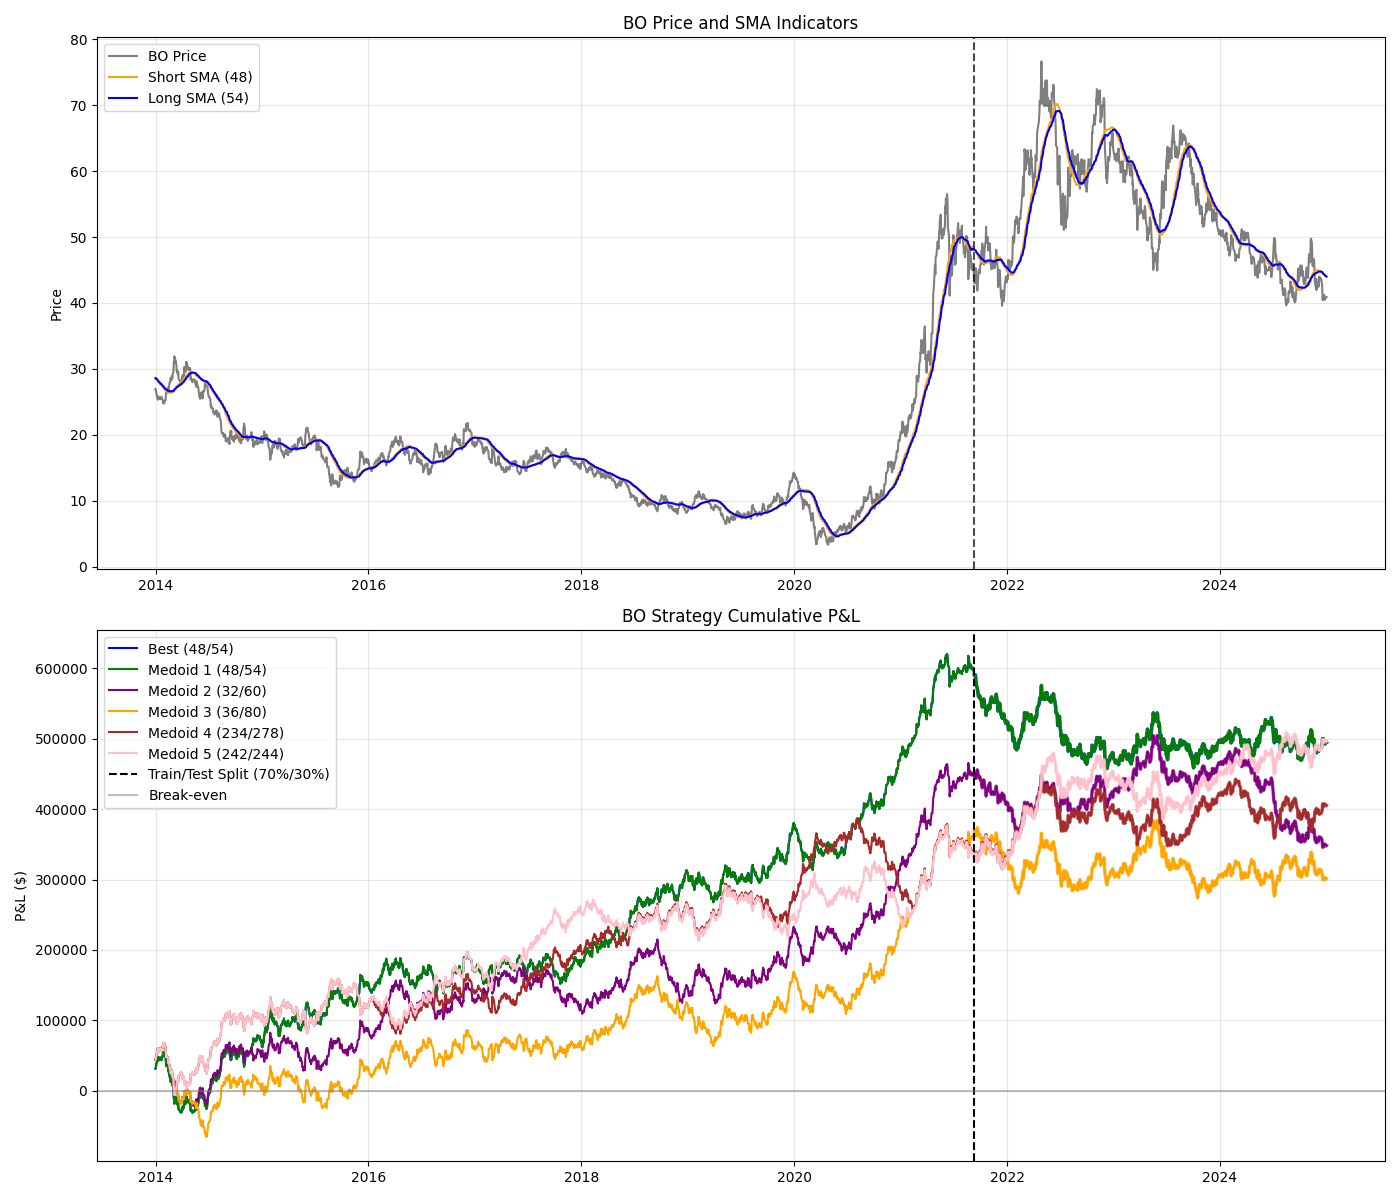 BO Price and SMA Indicators
BO Price
Short SMA (48)
Long SMA (54)
Price
80
70
60
50
40
30
20
10
0
2014
2016
2018
2020
2022
2024
BO Strategy Cumulative P&L
Best (48/54)
Medoid 1 (48/54)
Medoid 2 (32/60)
Medoid 3 (36/80)
Medoid 4 (234/278)
Medoid 5 (242/244)
Train/Test Split (70%/30%)
Break-even
P&L ($)
600000
500000
400000
300000
200000
100000
0
2014
2016
2018
2020
2022
2024